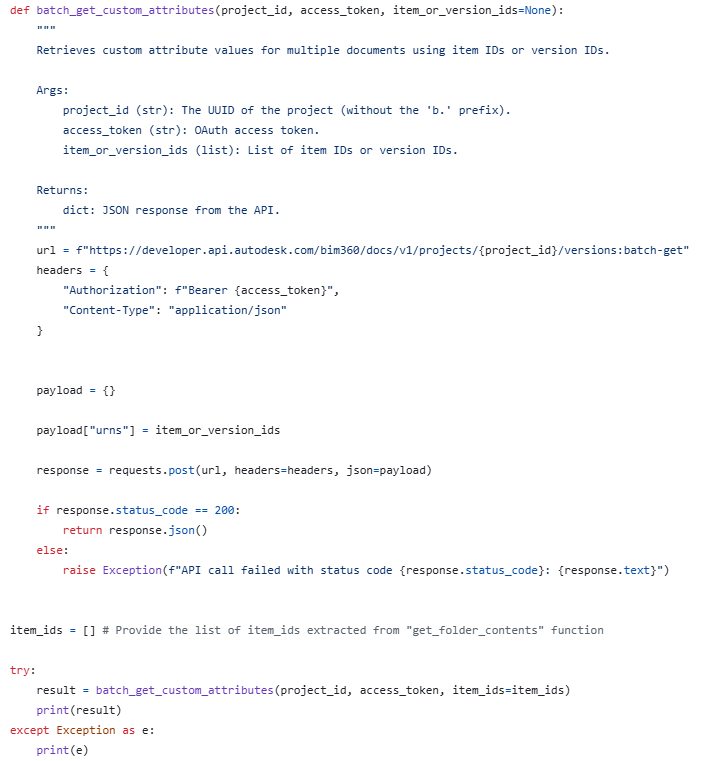 def batch_get_custom_attributes(project_id, access_token, item_or_version_ids=None):
    """
    Retrieves custom attribute values for multiple documents using item IDs or version IDs.

    Args:
        project_id (str): The UUID of the project (without the 'b.' prefix).
        access_token (str): OAuth access token.
        item_or_version_ids (list): List of item IDs or version IDs.

    Returns:
        dict: JSON response from the API.
    """
    url = f"https://developer.api.autodesk.com/bim360/docs/v1/projects/{project_id}/versions:batch-get"
    headers = {
        "Authorization": f"Bearer {access_token}",
        "Content-Type": "application/json"
    }


    payload = {}

    payload["urns"] = item_or_version_ids

    response = requests.post(url, headers=headers, json=payload)

    if response.status_code == 200:
        return response.json()
    else:
        raise Exception(f"API call failed with status code {response.status_code}: {response.text}")


item_ids = [] # Provide the list of item_ids extracted from "get_folder_contents" function

try:
    result = batch_get_custom_attributes(project_id, access_token, item_ids=item_ids)
    print(result)
except Exception as e:
    print(e)